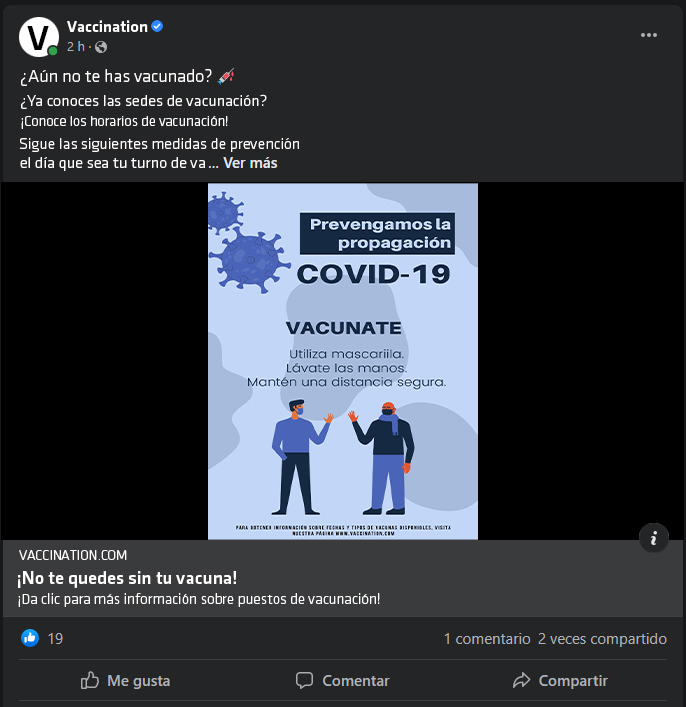 V
Vaccination
2 h ·
¿Aún no te has vacunado?
¿Ya conoces las sedes de vacunación?
¡Conoce los horarios de vacunación!
Sigue las siguientes medidas de prevención
el día que sea tu turno de va ... Ver más
Prevengamos la
propagación
COVID-19
VACUNATE
Utiliza mascariila.
Lávate las manos.
Mantén una distancia segura.
PARA OBTENER INFORMACIÓN SOBRE FECHAS Y TIPOS DE VACUNAS DISPONIBLES, VISITA
NUESTRA PÁGINA WWW.VACCINATION.COM
i
VACCINATION.COM
¡No te quedes sin tu vacuna!
¡Da clic para más información sobre puestos de vacunación!
19
1 comentario 2 veces compartido
Me gusta
Comentar
Compartir